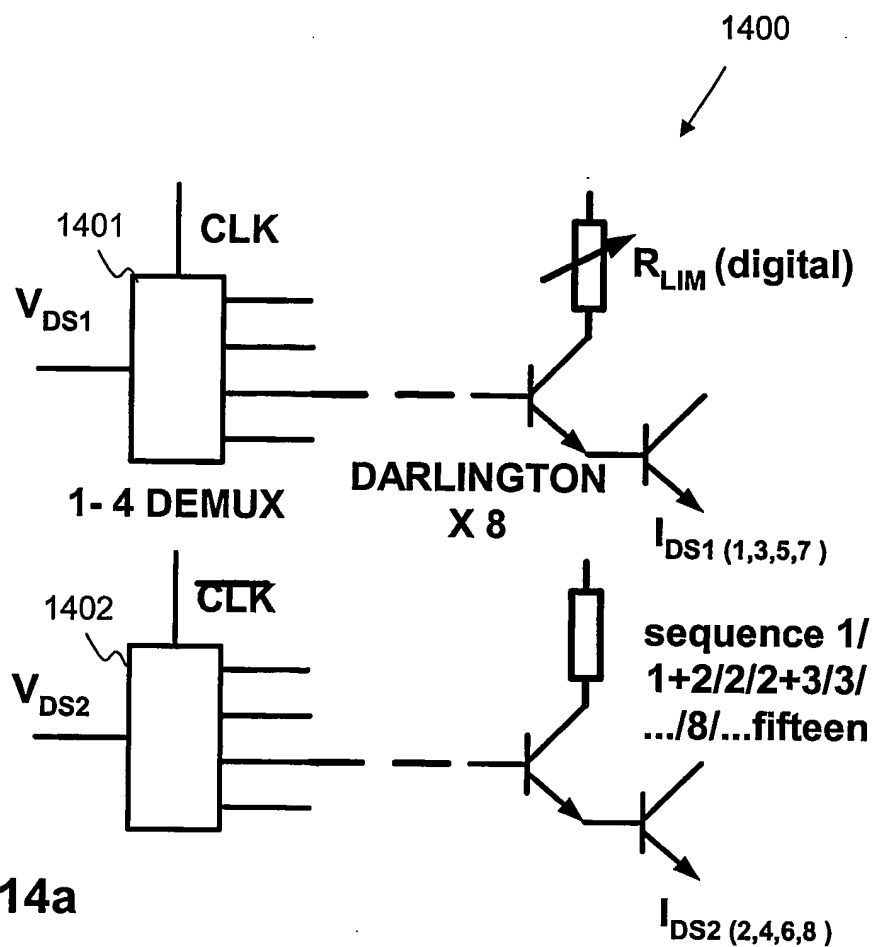 1400
1401
CLK
V_DS1
R_LIM (digital)
1- 4 DEMUX
DARLINGTON
X 8
I_DS1 (1,3,5,7 )
1402
C̅L̅K̅
V_DS2
sequence 1/
1+2/2/2+3/3/
.../8/...fifteen
14a
I_DS2 (2,4,6,8 )